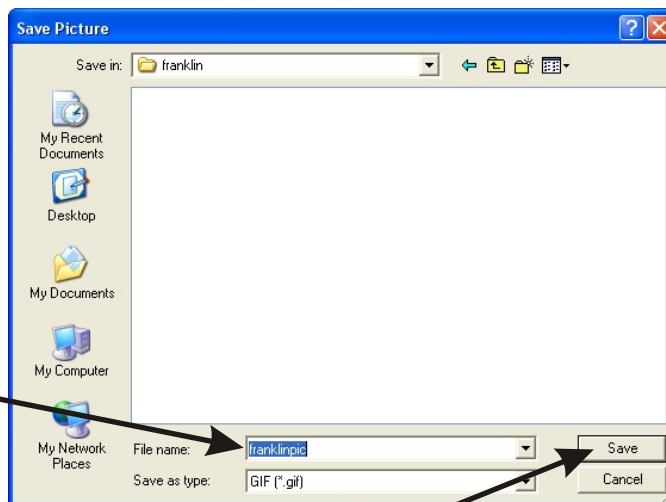 Save Picture
Save in: franklin
My Recent
Documents
Desktop
My Documents
My Computer
My Network
Places
File name: franklinpic
Save
Save as type: GIF (*.gif)
Cancel